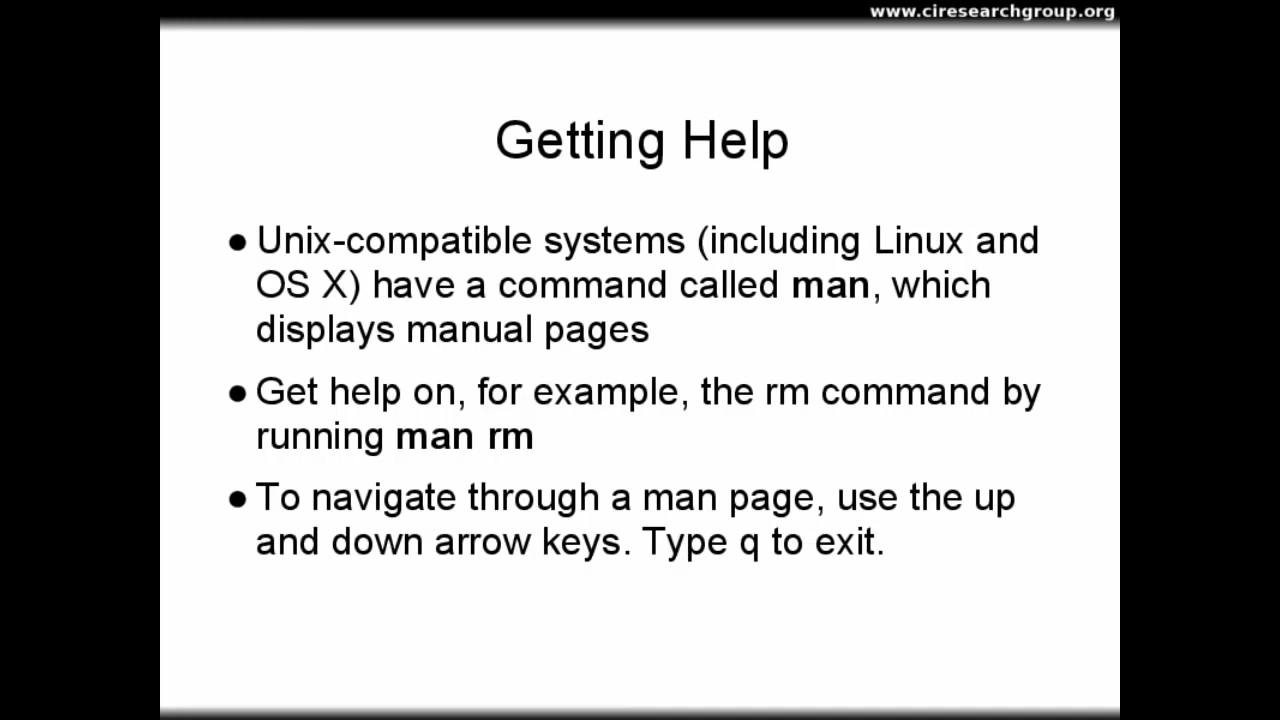 www.ciresearchgroup.org
Getting Help
● Unix-compatible systems (including Linux and
OS X) have a command called man, which
displays manual pages
● Get help on, for example, the rm command by
running man rm
● To navigate through a man page, use the up
and down arrow keys. Type q to exit.